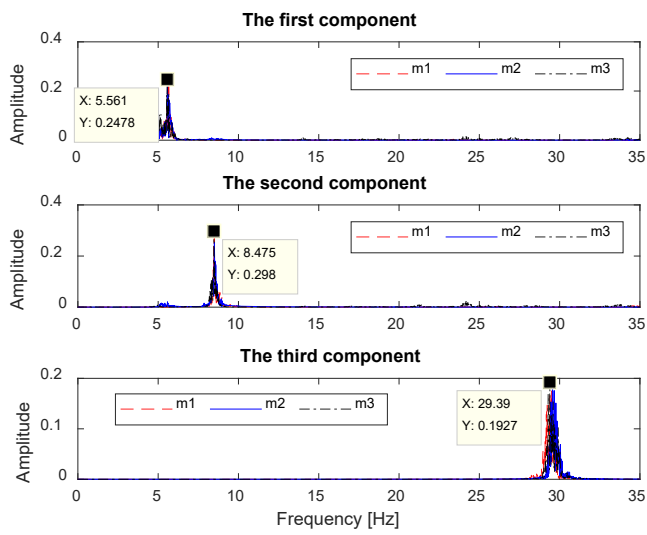 The first component
0.4
0.2
0
Amplitude
m1 m2 m3
X: 5.561
Y: 0.2478
0 5 10 15 20 25 30 35
The second component
0.4
0.2
0
Amplitude
m1 m2 m3
X: 8.475
Y: 0.298
0 5 10 15 20 25 30 35
The third component
0.2
0.1
0
Amplitude
m1 m2 m3
X: 29.39
Y: 0.1927
0 5 10 15 20 25 30 35
Frequency [Hz]